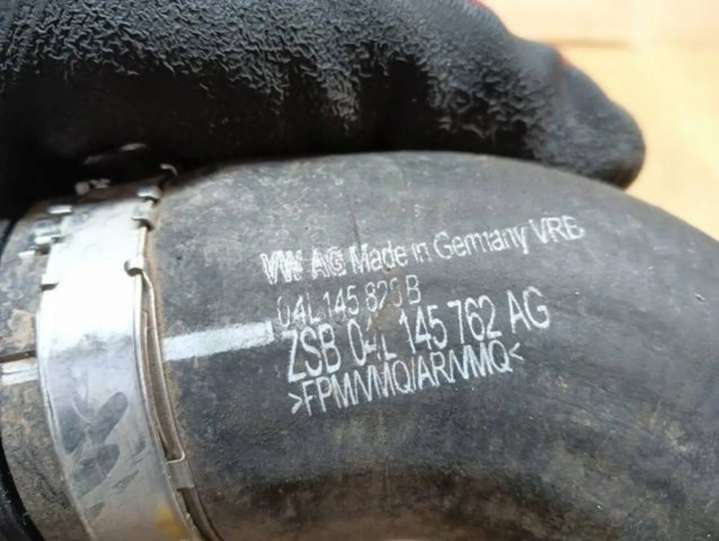 VW AG Made in Germany VRB
04L 145 828 B
ZSB 04L 145 762 AG
>FPM/VMQ/AR/VMQ<